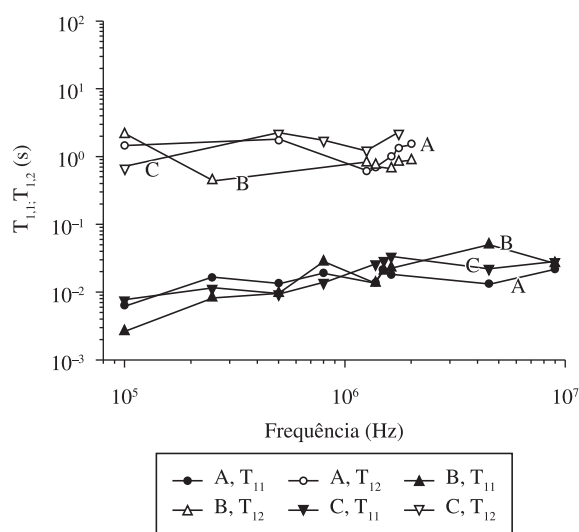 10²
10¹
10⁰
10⁻¹
10⁻²
10⁻³
T₁,₁; T₁,₂ (s)
A
C
B
B
C
A
10⁵ 10⁶ 10⁷
Frequência (Hz)
A, T₁₁ A, T₁₂ B, T₁₁
B, T₁₂ C, T₁₁ C, T₁₂